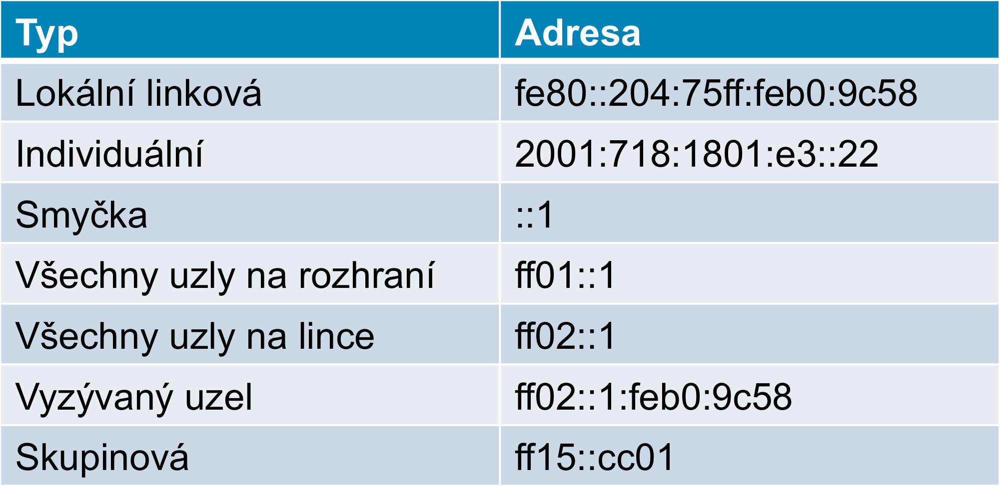 Typ Adresa
Lokální linková fe80::204:75ff:feb0:9c58
Individuální 2001:718:1801:e3::22
Smyčka ::1
Všechny uzly na rozhraní ff01::1
Všechny uzly na lince ff02::1
Vyzývaný uzel ff02::1:feb0:9c58
Skupinová ff15::cc01